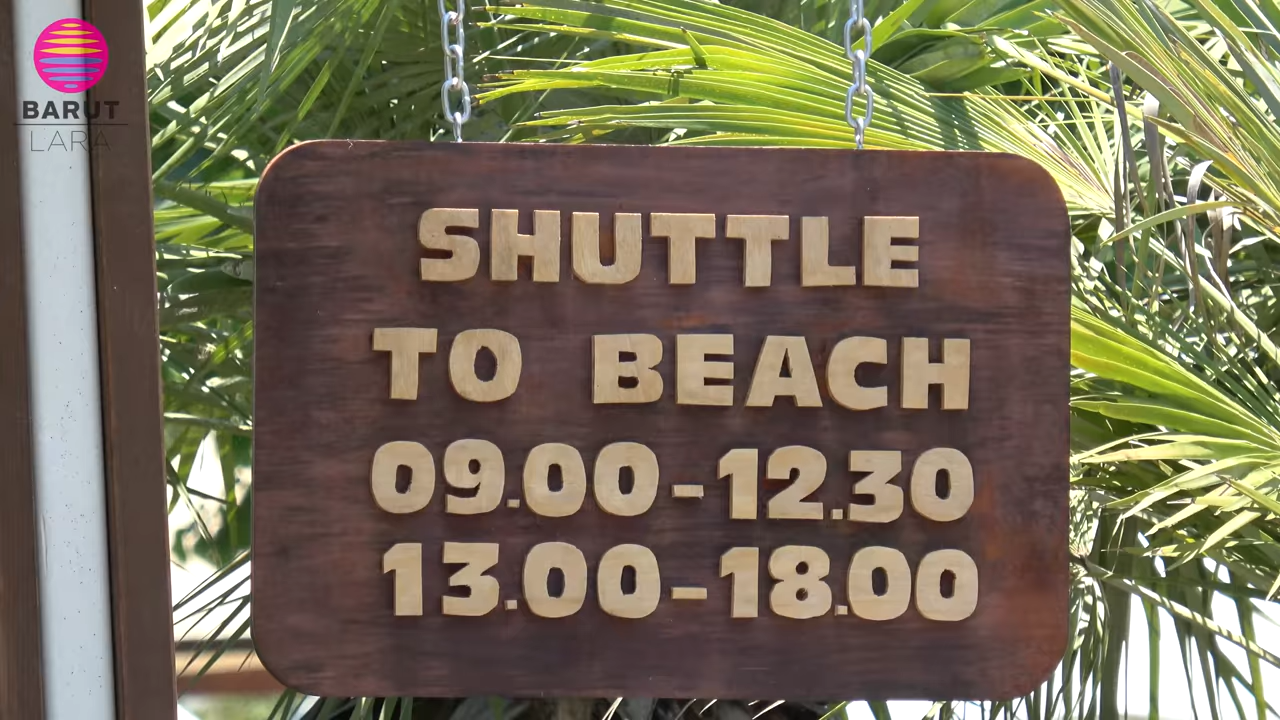 BARUT
LARA
SHUTTLE
TO BEACH
09.00-12.30
13.00-18.00